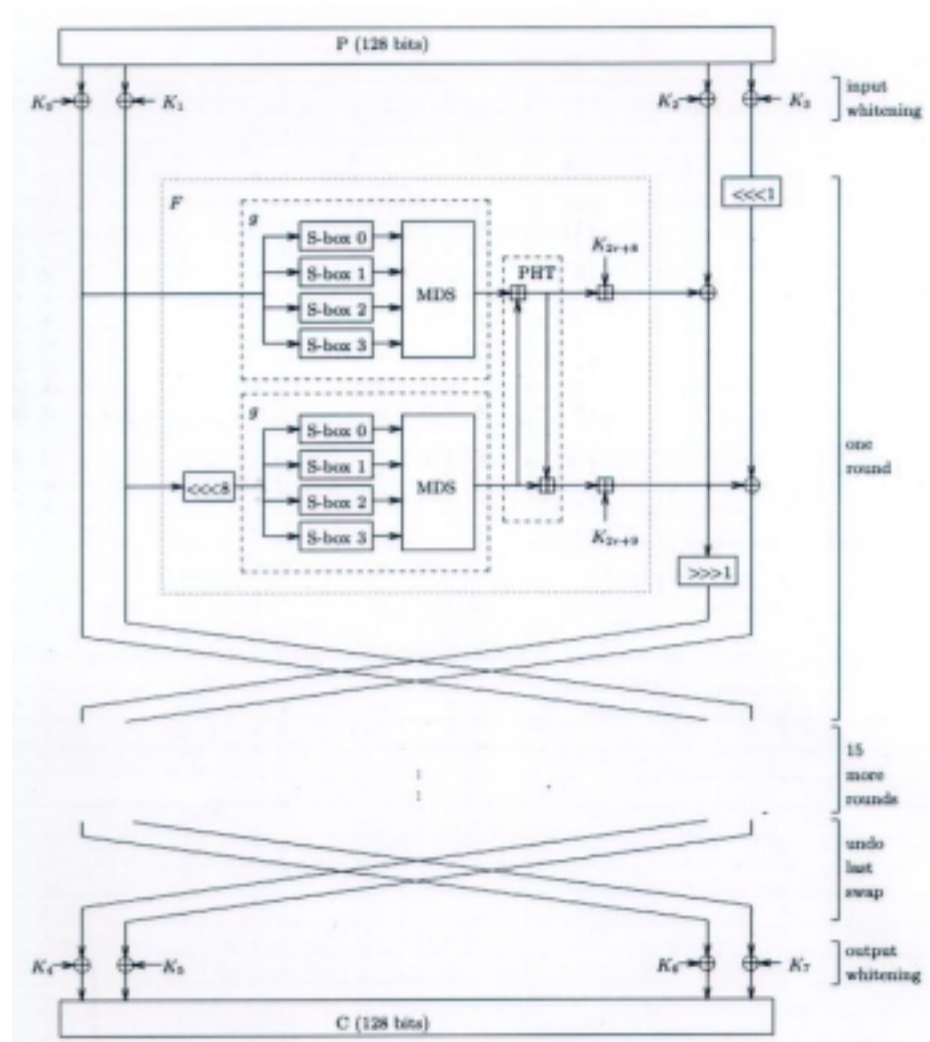 P (128 bits)
K₀ K₁ K₂ K₃
input
whitening
<<<1
F
g
S-box 0
S-box 1
S-box 2
S-box 3
MDS
PHT
K₂ᵣ₊₈
g
S-box 0
S-box 1
S-box 2
S-box 3
MDS
<<<8
K₂ᵣ₊₉
>>>1
one
round
15
more
rounds
undo
last
swap
K₄ K₅ K₆ K₇
output
whitening
C (128 bits)